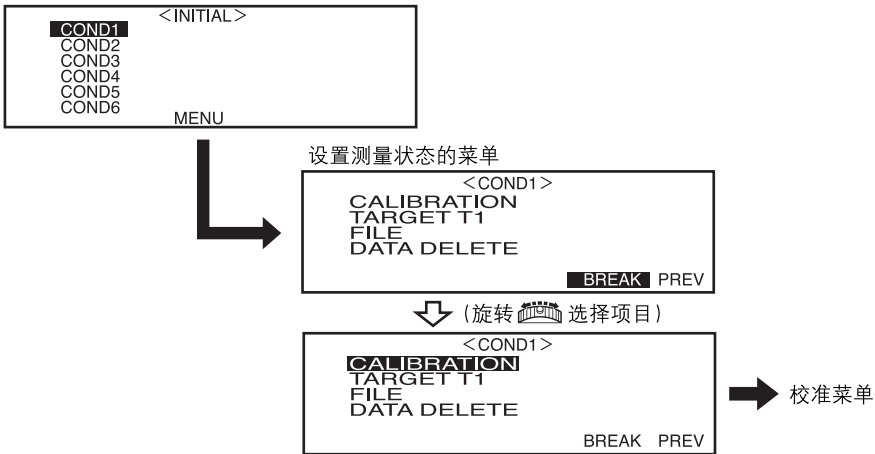 <INITIAL>
COND1
COND2
COND3
COND4
COND5
COND6
MENU
设置测量状态的菜单
<COND1>
CALIBRATION
TARGET T1
FILE
DATA DELETE
BREAK PREV
(旋转 选择项目)
<COND1>
CALIBRATION
TARGET T1
FILE
DATA DELETE
BREAK PREV
校准菜单